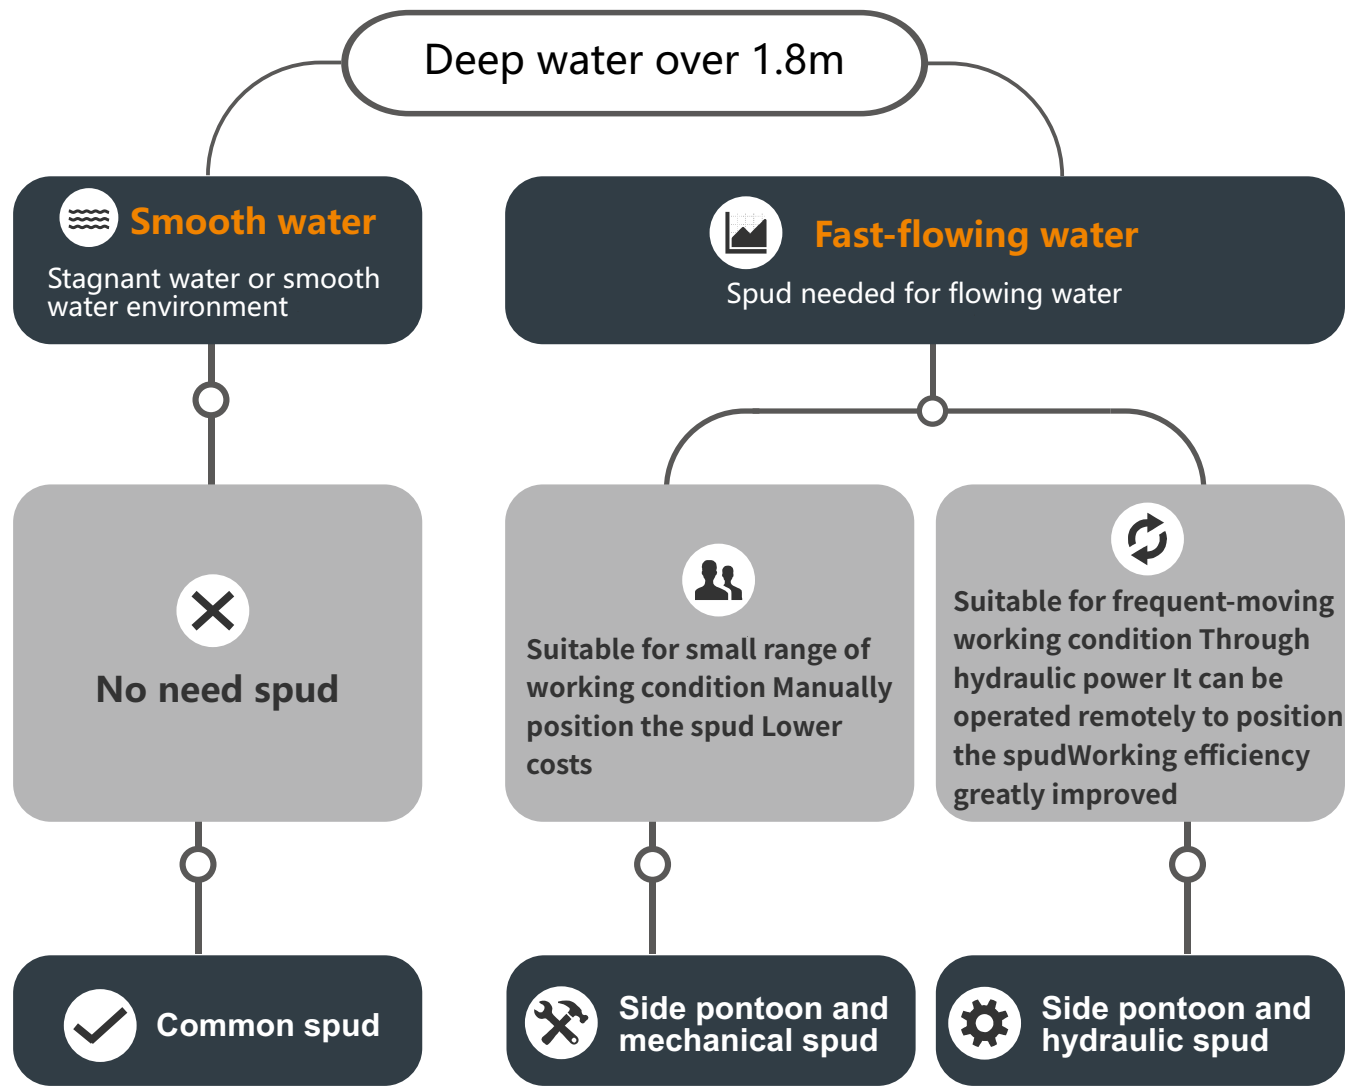 Deep water over 1.8m
Smooth water
Stagnant water or smooth
water environment
Fast-flowing water
Spud needed for flowing water
No need spud
Suitable for small range of
working condition Manually
position the spud Lower
costs
Suitable for frequent-moving
working condition Through
hydraulic power It can be
operated remotely to position
the spudWorking efficiency
greatly improved
Common spud
Side pontoon and
mechanical spud
Side pontoon and
hydraulic spud